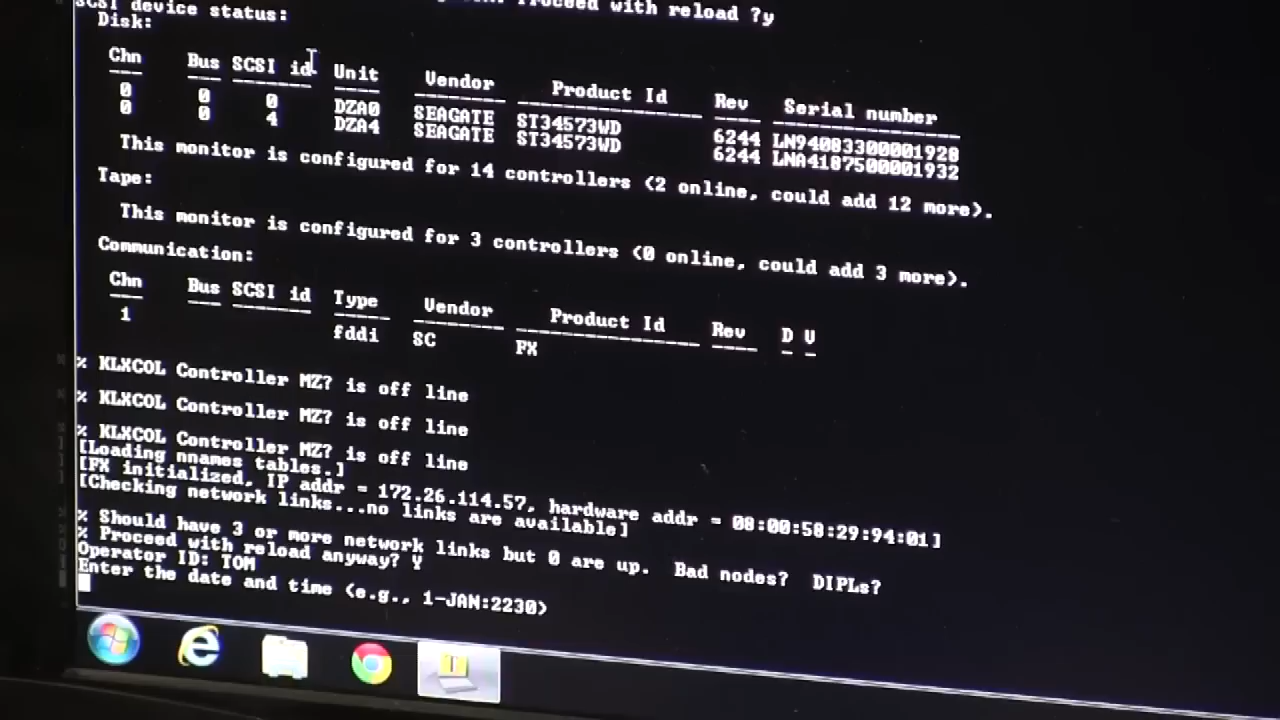 SCSI device status: Proceed with reload ?y
Disk:
Chn Bus SCSI id Unit Vendor Product Id Rev Serial number
0 0 0 DZA0 SEAGATE ST34573WD 6244 LN94083300001928
0 0 4 DZA4 SEAGATE ST34573WD 6244 LNA4187500001932
This monitor is configured for 14 controllers (2 online, could add 12 more).
Tape:
This monitor is configured for 3 controllers (0 online, could add 3 more).
Communication:
Chn Bus SCSI id Type Vendor Product Id Rev D V
1 fddi SC PX
% KLXCOL Controller MZ? is off line
% KLXCOL Controller MZ? is off line
% KLXCOL Controller MZ? is off line
[Loading nnames tables.]
[PX initialized, IP addr = 172.26.114.57, hardware addr = 08:00:58:29:94:01]
[Checking network links...no links are available]
% Should have 3 or more network links but 0 are up. Bad nodes? DIPLs?
% Proceed with reload anyway? Y
Operator ID: TOM
Enter the date and time (e.g., 1-JAN:2230)